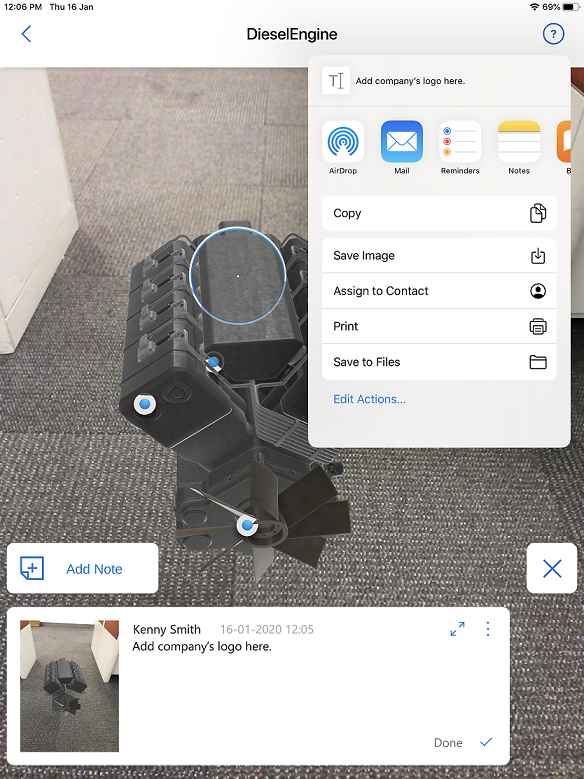 12:06 PM Thu 16 Jan 69%
DieselEngine
?
T Add company's logo here.
AirDrop Mail Reminders Notes B
Copy
Save Image
Assign to Contact
Print
Save to Files
Edit Actions...
Add Note
Kenny Smith 16-01-2020 12:05
Add company's logo here.
Done